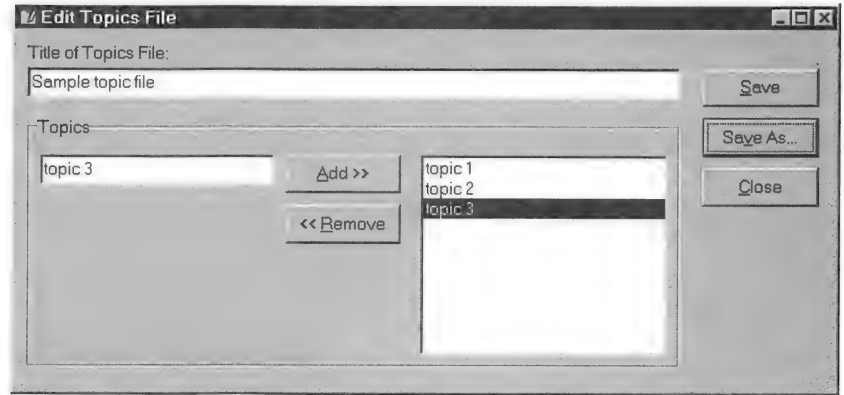 Edit Topics File
Title of Topics File:
Sample topic file
Save
Topics
Save As...
topic 3
Add >>
topic 1
topic 2
topic 3
Close
<< Remove